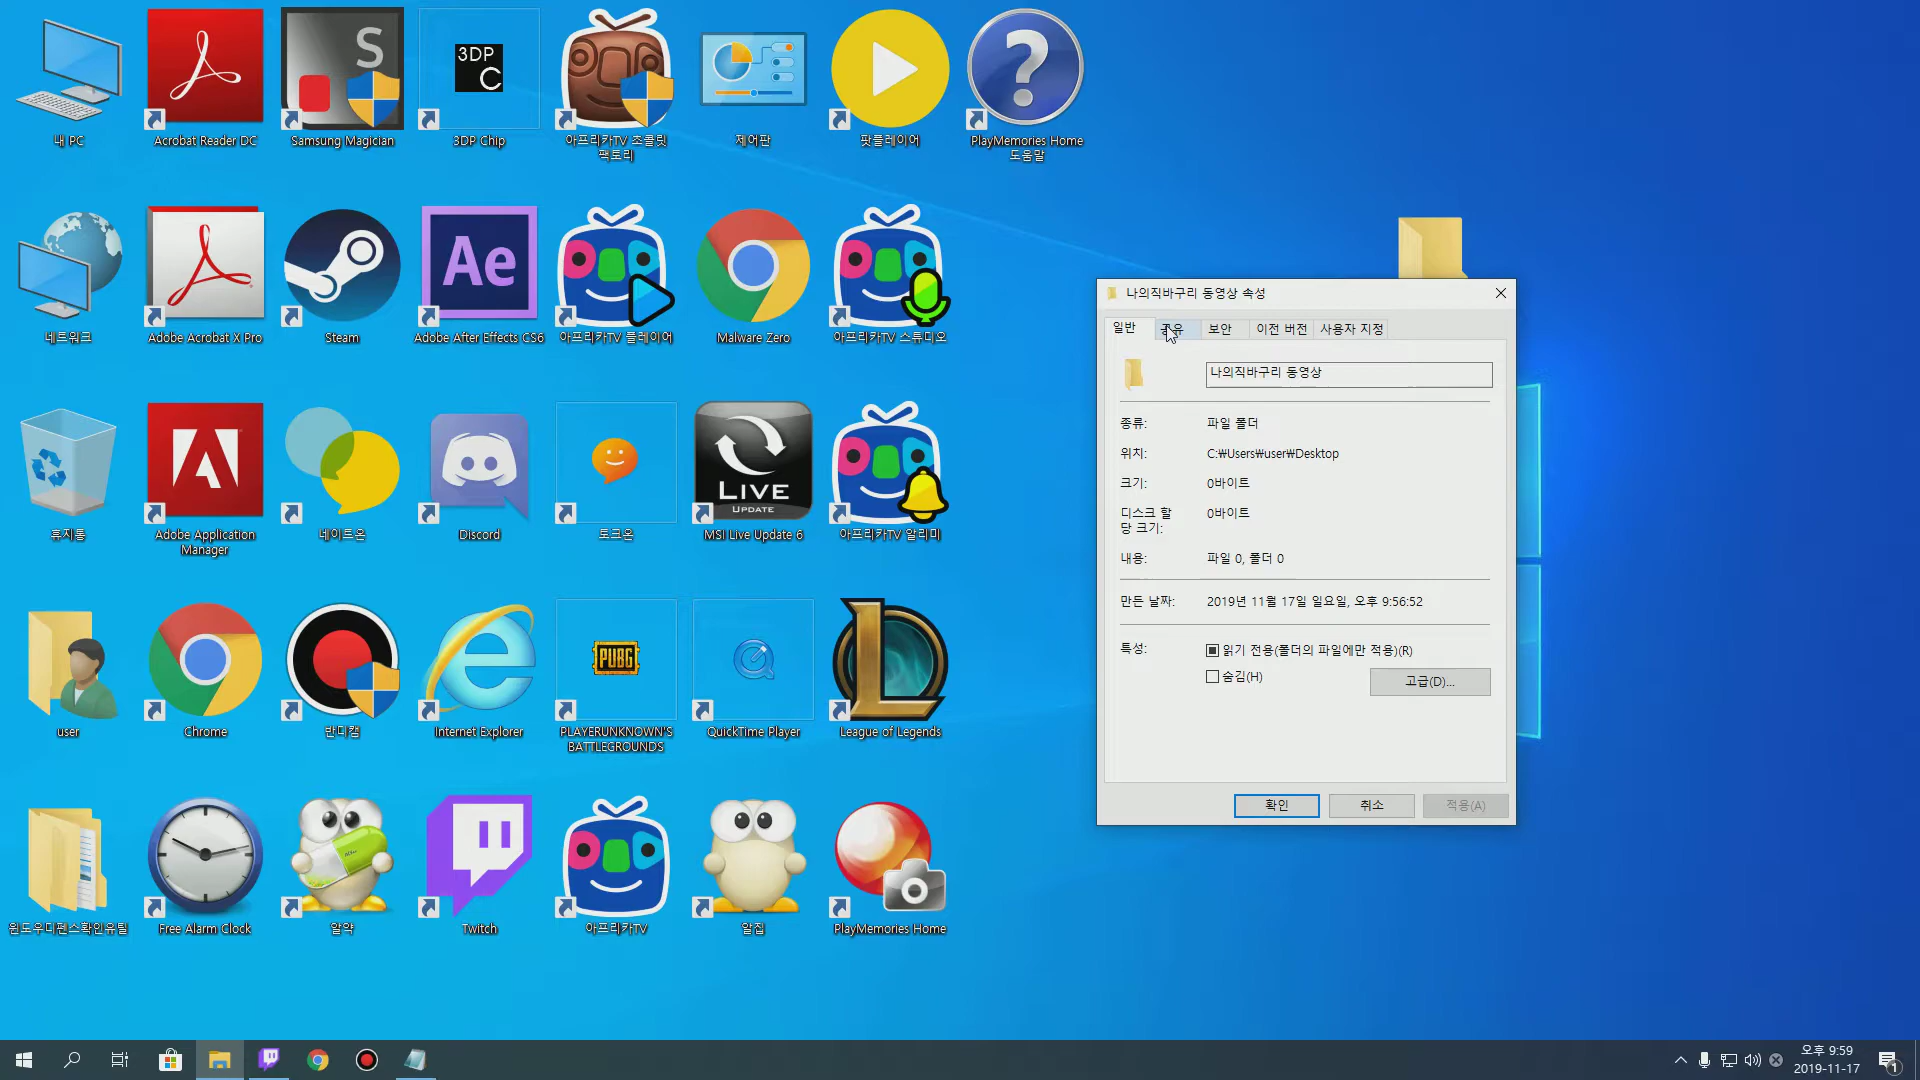 내 PC
Acrobat Reader DC
S
Samsung Magician
3DP
C
3DP Chip
아프리카TV 초콜릿
팩토리
제어판
팟플레이어
?
PlayMemories Home
도움말
네트워크
Adobe Acrobat X Pro
Steam
Ae
Adobe After Effects CS6
아프리카TV 플레이어
Malware Zero
아프리카TV 스튜디오
휴지통
Adobe Application
Manager
네이트온
Discord
토크온
LIVE
UPDATE
MSI Live Update 6
아프리카TV 알리미
user
Chrome
반디캠
Internet Explorer
PUBG
PLAYERUNKNOWN'S
BATTLEGROUNDS
QuickTime Player
League of Legends
윈도우디펜스확인유틸
Free Alarm Clock
알약
Twitch
아프리카TV
알집
PlayMemories Home
나의직바구리 동영상 속성
일반 공유 보안 이전 버전 사용자 지정
나의직바구리 동영상
종류: 파일 폴더
위치: C:₩Users₩user₩Desktop
크기: 0바이트
디스크 할 0바이트
당 크기:
내용: 파일 0, 폴더 0
만든 날짜: 2019년 11월 17일 일요일, 오후 9:56:52
특성: 읽기 전용(폴더의 파일에만 적용)(R)
숨김(H) 고급(D)...
확인 취소 적용(A)
오후 9:59
2019-11-17
1